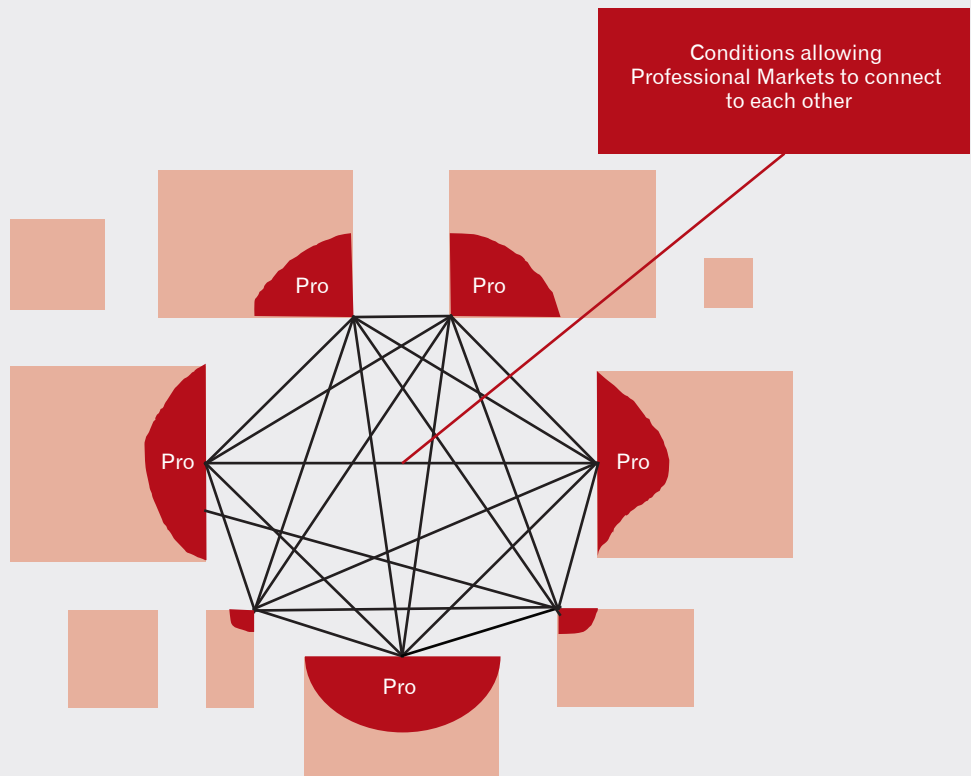 Conditions allowing
Professional Markets to connect
to each other
Pro
Pro
Pro
Pro
Pro